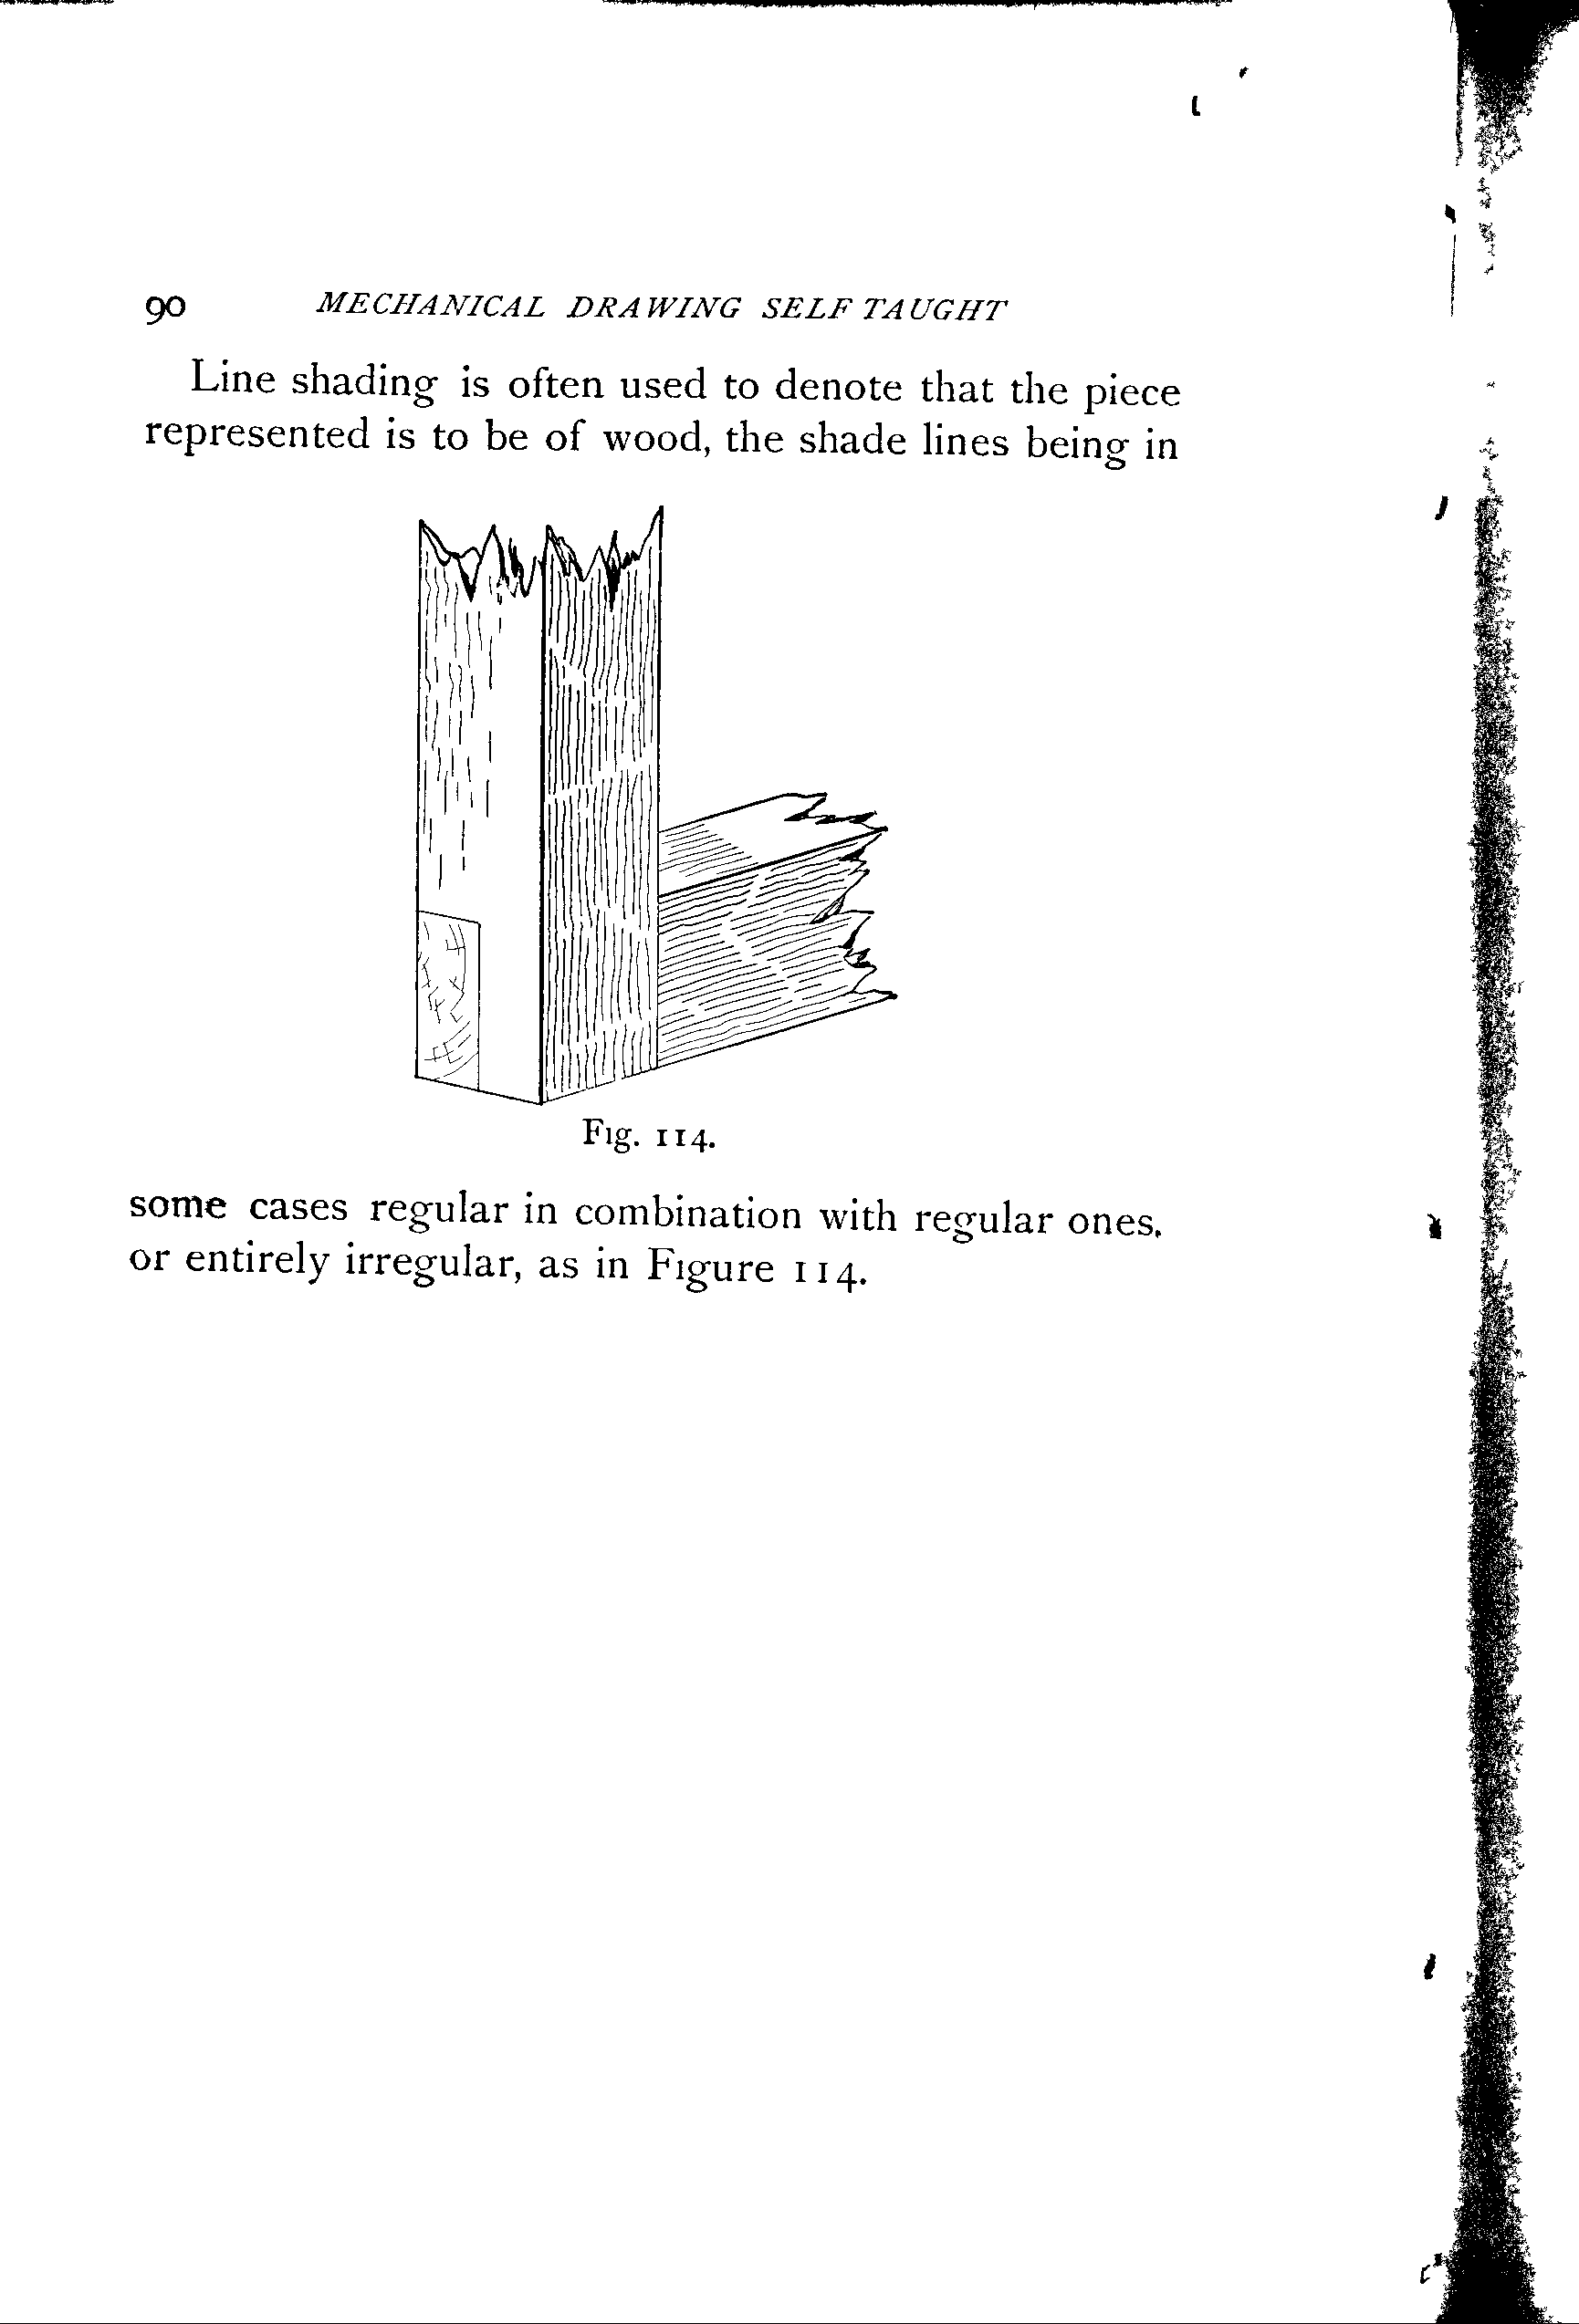 90 MECHANICAL DRAWING SELF TAUGHT
Line shading is often used to denote that the piece
represented is to be of wood, the shade lines being in
Fig. 114.
some cases regular in combination with regular ones.
or entirely irregular, as in Figure 114.